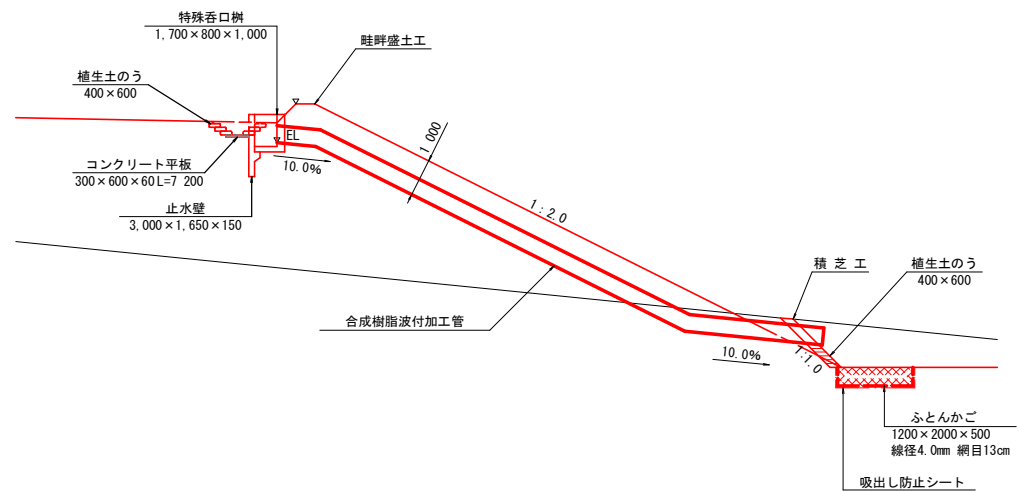 特殊呑口桝
1,700×800×1,000
畦畔盛土工
植生土のう
400×600
EL
10.0%
コンクリート平板
300×600×60L=7 200
止水壁
3,000×1,650×150
1 000
1:2.0
合成樹脂波付加工管
積 芝 工
植生土のう
400×600
10.0%
1:1.0
ふとんかご
1200×2000×500
線径4.0mm 網目13cm
吸出し防止シート